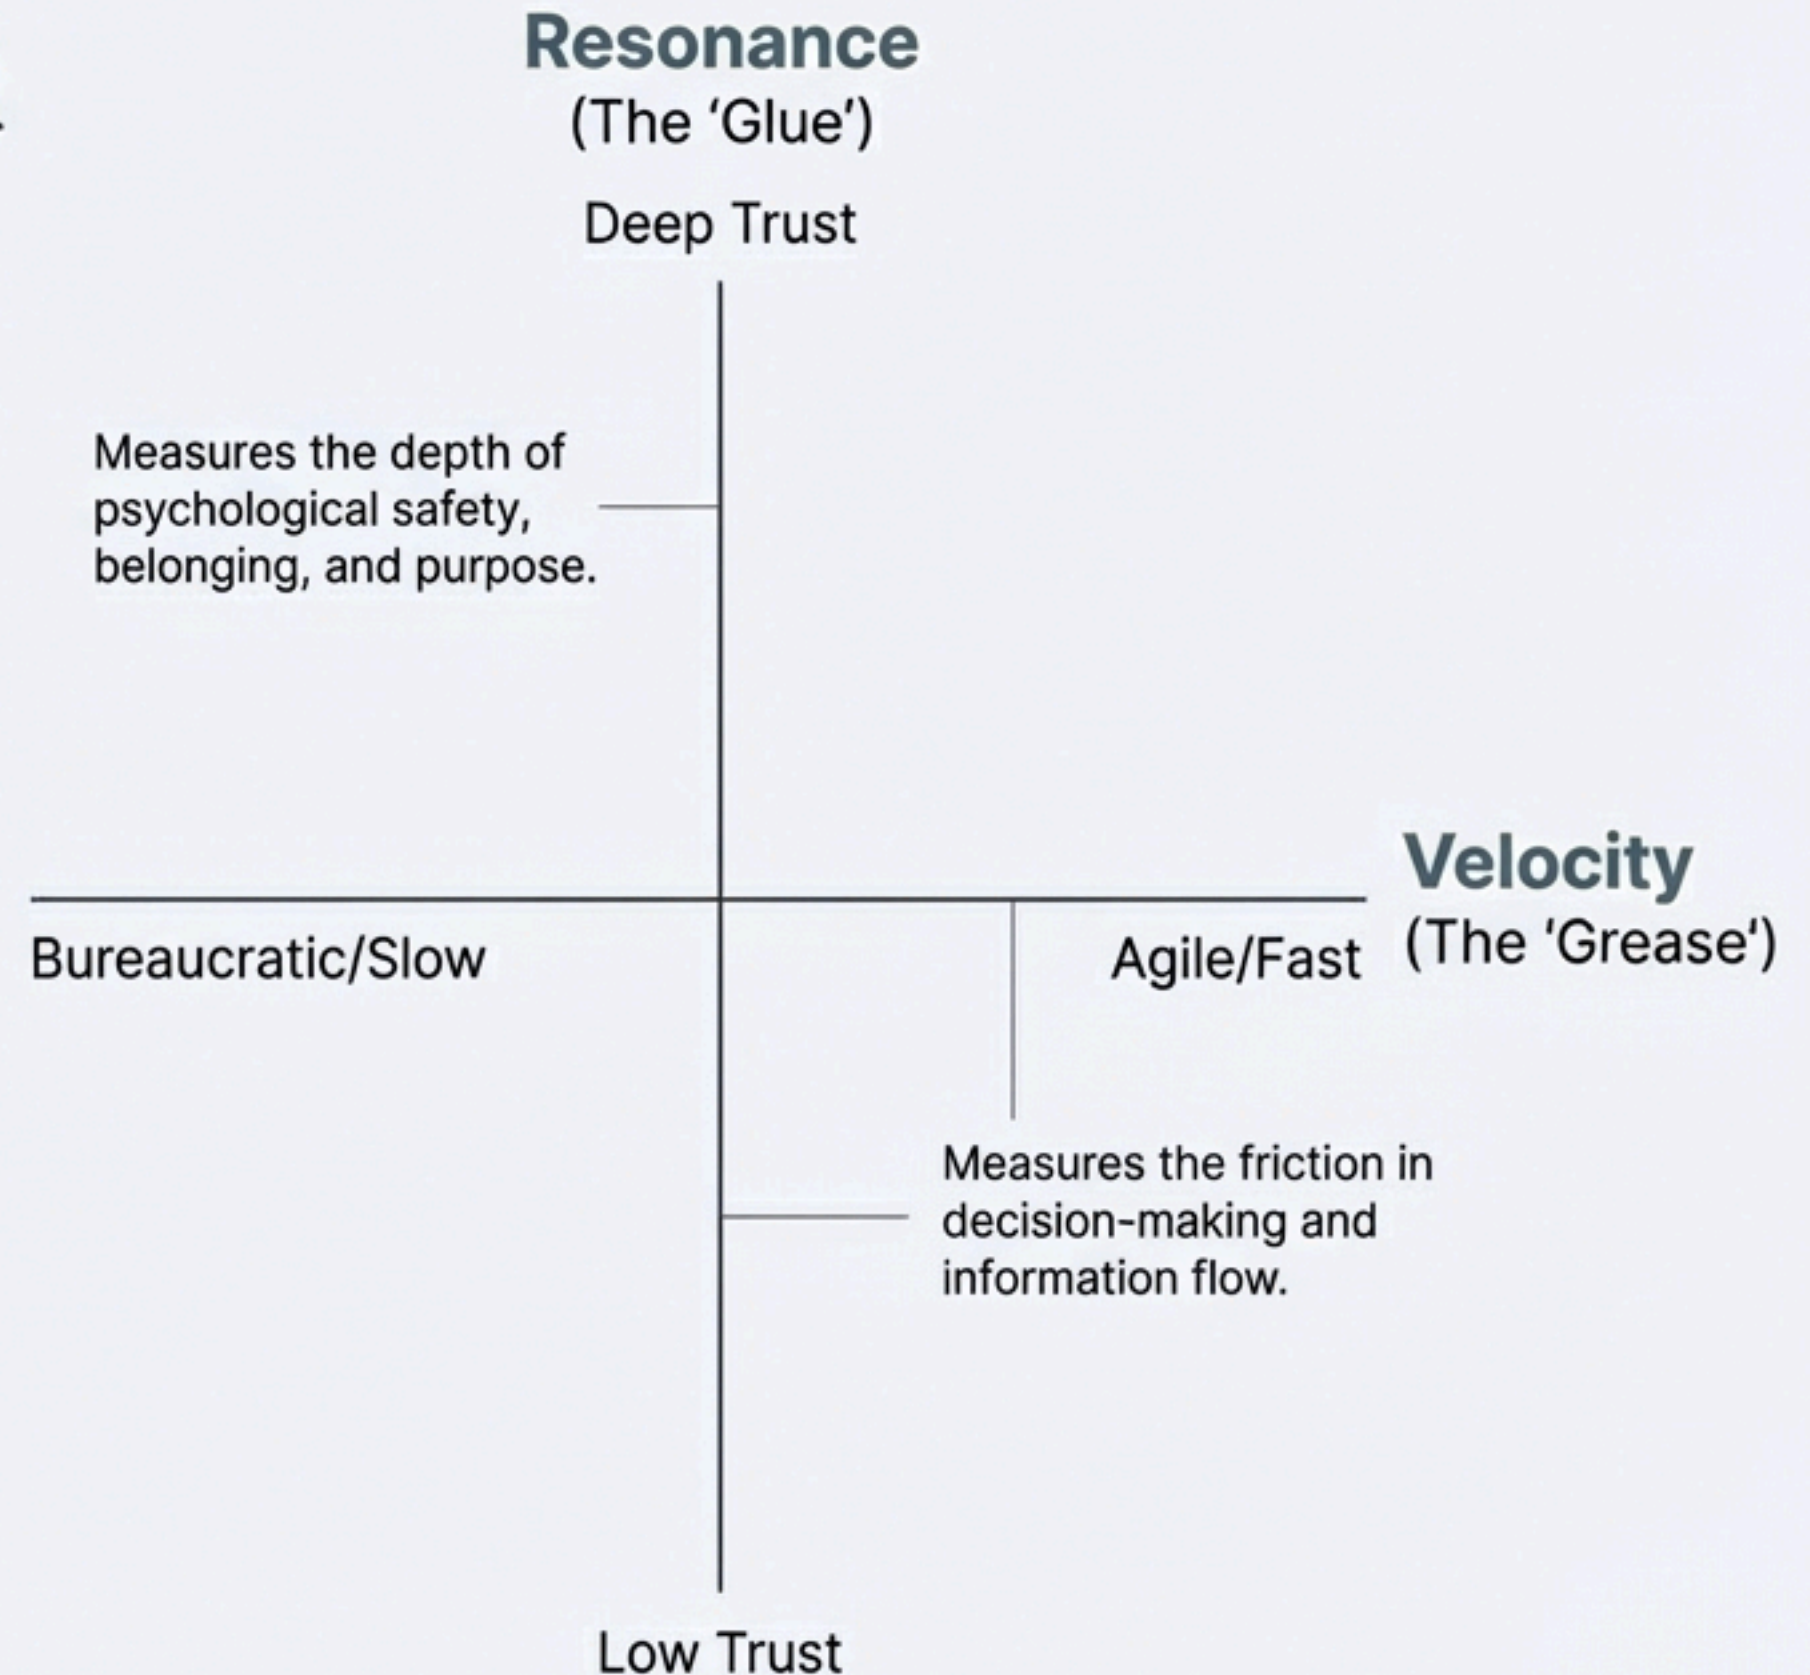 Resonance
(The ‘Glue’)
Deep Trust
Measures the depth of
psychological safety,
belonging, and purpose.
Velocity
(The ‘Grease’)
Bureaucratic/Slow
Agile/Fast
Measures the friction in
decision-making and
information flow.
Low Trust